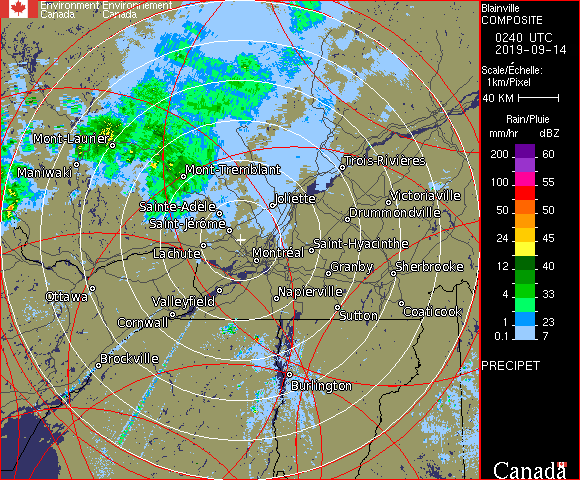 Environment Environnement
Canada Canada
Blainville
COMPOSITE
0240 UTC
2019-09-14
Scale/Échelle:
1km/Pixel
40 KM
Rain/Pluie
mm/hr dBZ
200 60
100 55
50 50
24 45
12 40
4 33
1 23
0.1 7
PRECIPET
Canada
Mont-Laurier
Maniwaki
Mont-Tremblant
Trois-Rivières
Joliette
Victoriaville
Sainte-Adèle
Drummondville
Saint-Jérôme
Lachute
Montréal
Saint-Hyacinthe
Granby
Sherbrooke
Ottawa
Valleyfield
Napierville
Cornwall
Sutton
Coaticook
Brockville
Burlington